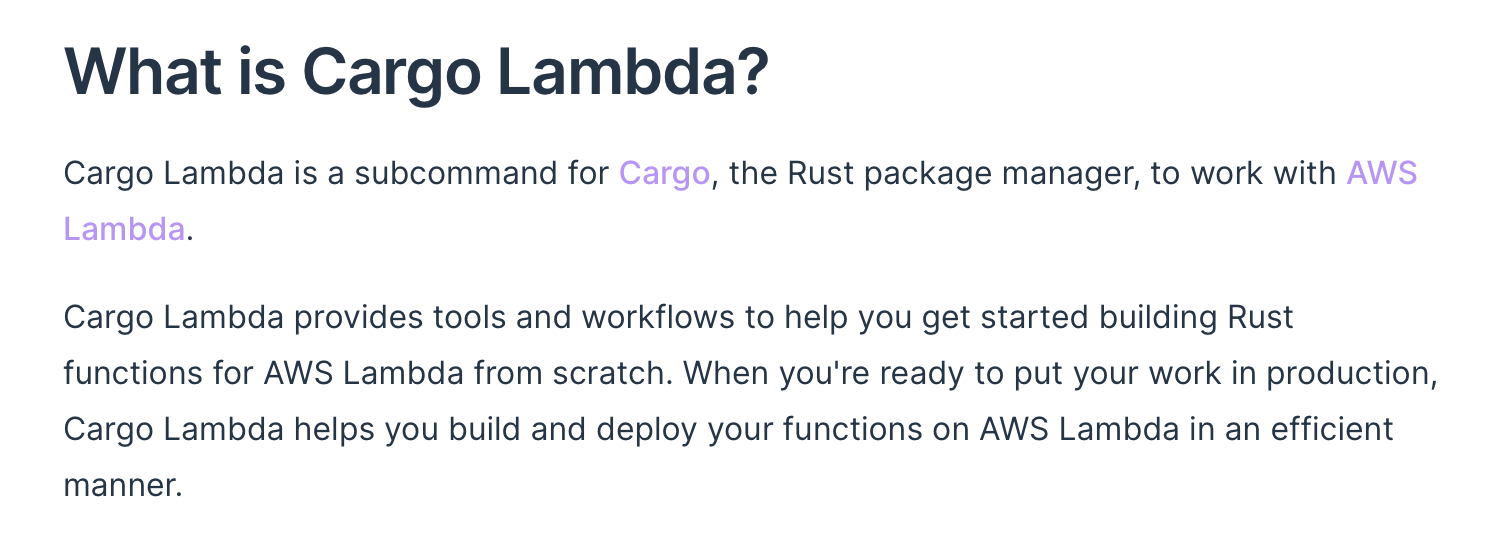 What is Cargo Lambda?
Cargo Lambda is a subcommand for Cargo, the Rust package manager, to work with AWS
Lambda.
Cargo Lambda provides tools and workflows to help you get started building Rust
functions for AWS Lambda from scratch. When you're ready to put your work in production,
Cargo Lambda helps you build and deploy your functions on AWS Lambda in an efficient
manner.